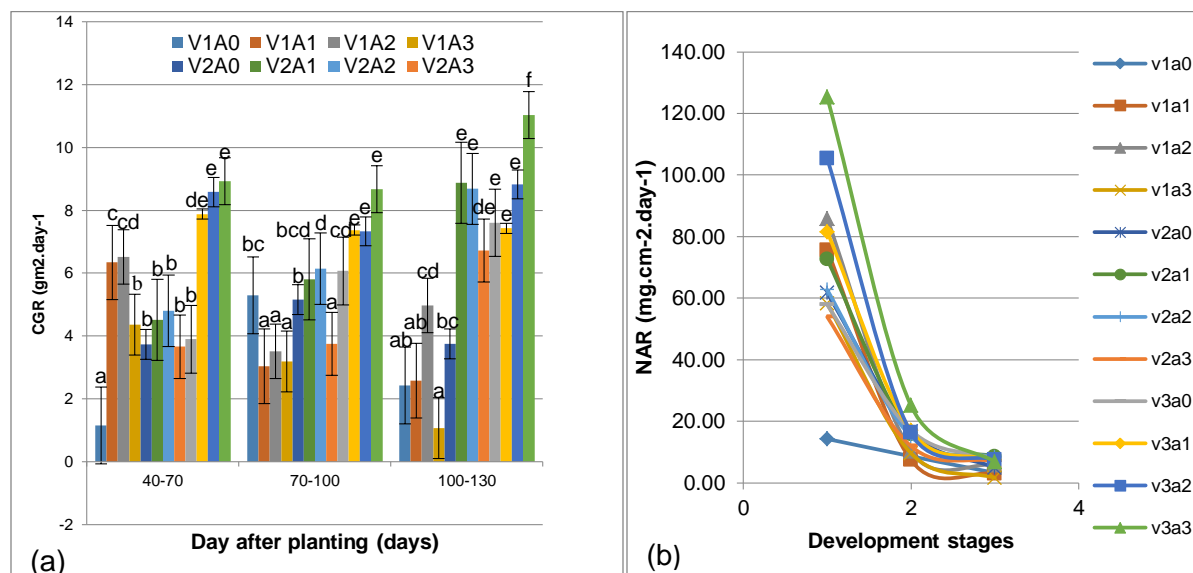 14
12
10
8
6
4
2
0
-2
CGR (gm2.day-1
V1A0 V1A1 V1A2 V1A3
V2A0 V2A1 V2A2 V2A3
a c cd b b b b b b de e e
bc a a a b bcd d a cd e e e
ab ab cd a bc e e de e e e f
40-70 70-100 100-130
Day after planting (days)
(a)
140.00
120.00
100.00
80.00
60.00
40.00
20.00
0.00
NAR (mg.cm-2.day-1)
0 2 4
Development stages
(b)
v1a0
v1a1
v1a2
v1a3
v2a0
v2a1
v2a2
v2a3
v3a0
v3a1
v3a2
v3a3